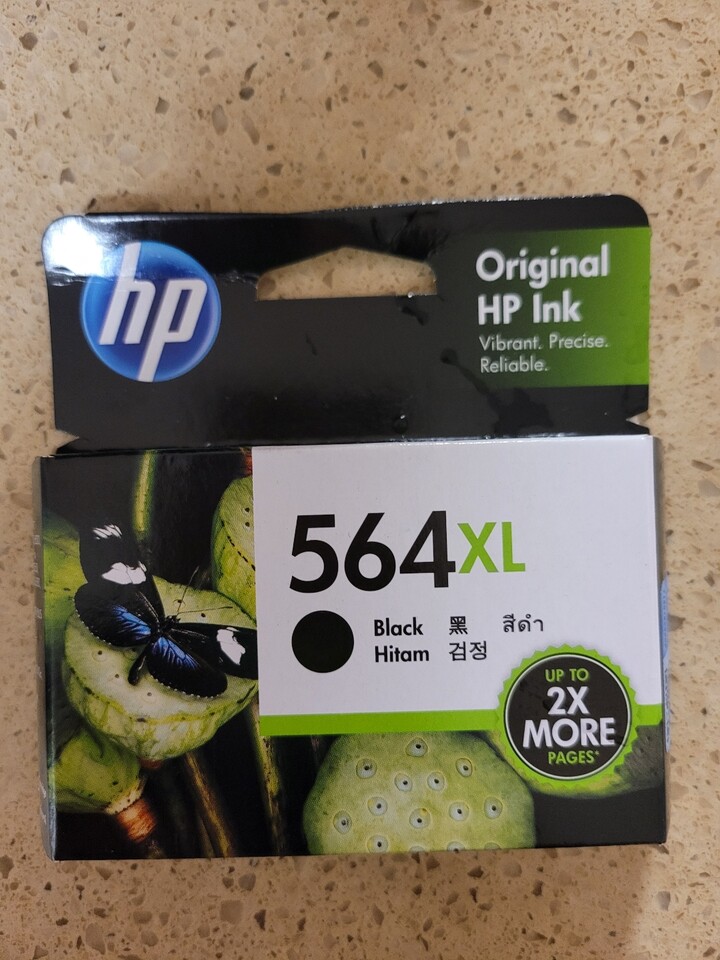 hp
Original
HP Ink
Vibrant. Precise.
Reliable.
564XL
Black 黑 สีดำ
Hitam 검정
UP TO
2X
MORE
PAGES*